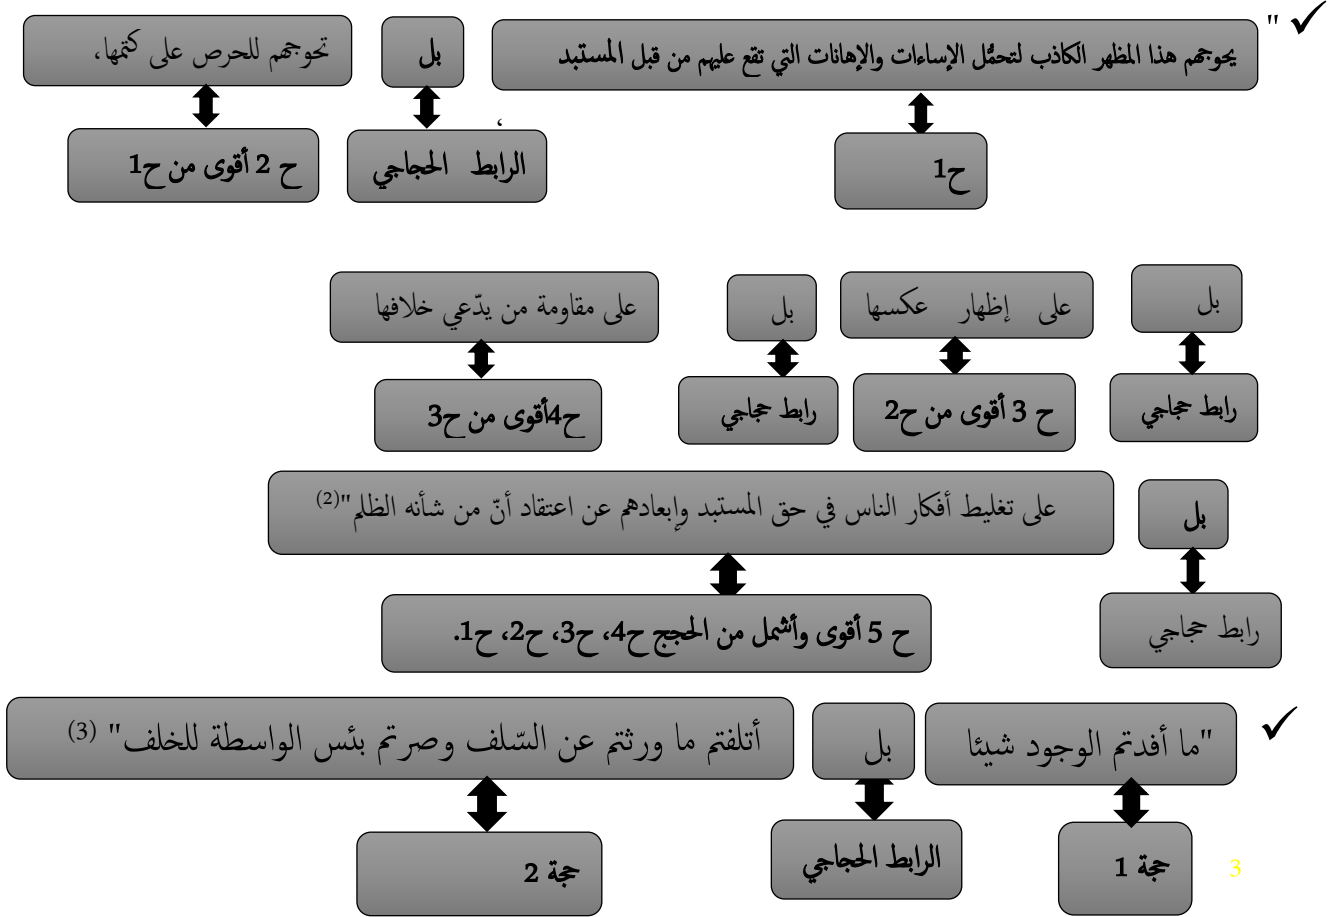 ✓ " يحوجهم هذا المظهر الكاذب لتحمُّل الإساءات والإهانات التي تقع عليهم من قبل المستبد بل تحوجهم للحرص على كتمها،
،
ح1 الرابط الحجاجي ح 2 أقوى من ح1
بل على إظهار عكسها بل على مقاومة من يدّعي خلافها
رابط حجاجي ح 3 أقوى من ح2 رابط حجاجي ح4أقوى من ح3
بل على تغليط أفكار الناس في حق المستبد وإبعادهم عن اعتقاد أنّ من شأنه الظلم"(2)
رابط حجاجي ح 5 أقوى وأشمل من الحجج ح4، ح3، ح2، ح1.
✓ "ما أفدتم الوجود شيئا بل أتلفتم ما ورثتم عن السّلف وصرتم بئس الواسطة للخلف" (3)
3 حجة 1 الرابط الحجاجي حجة 2